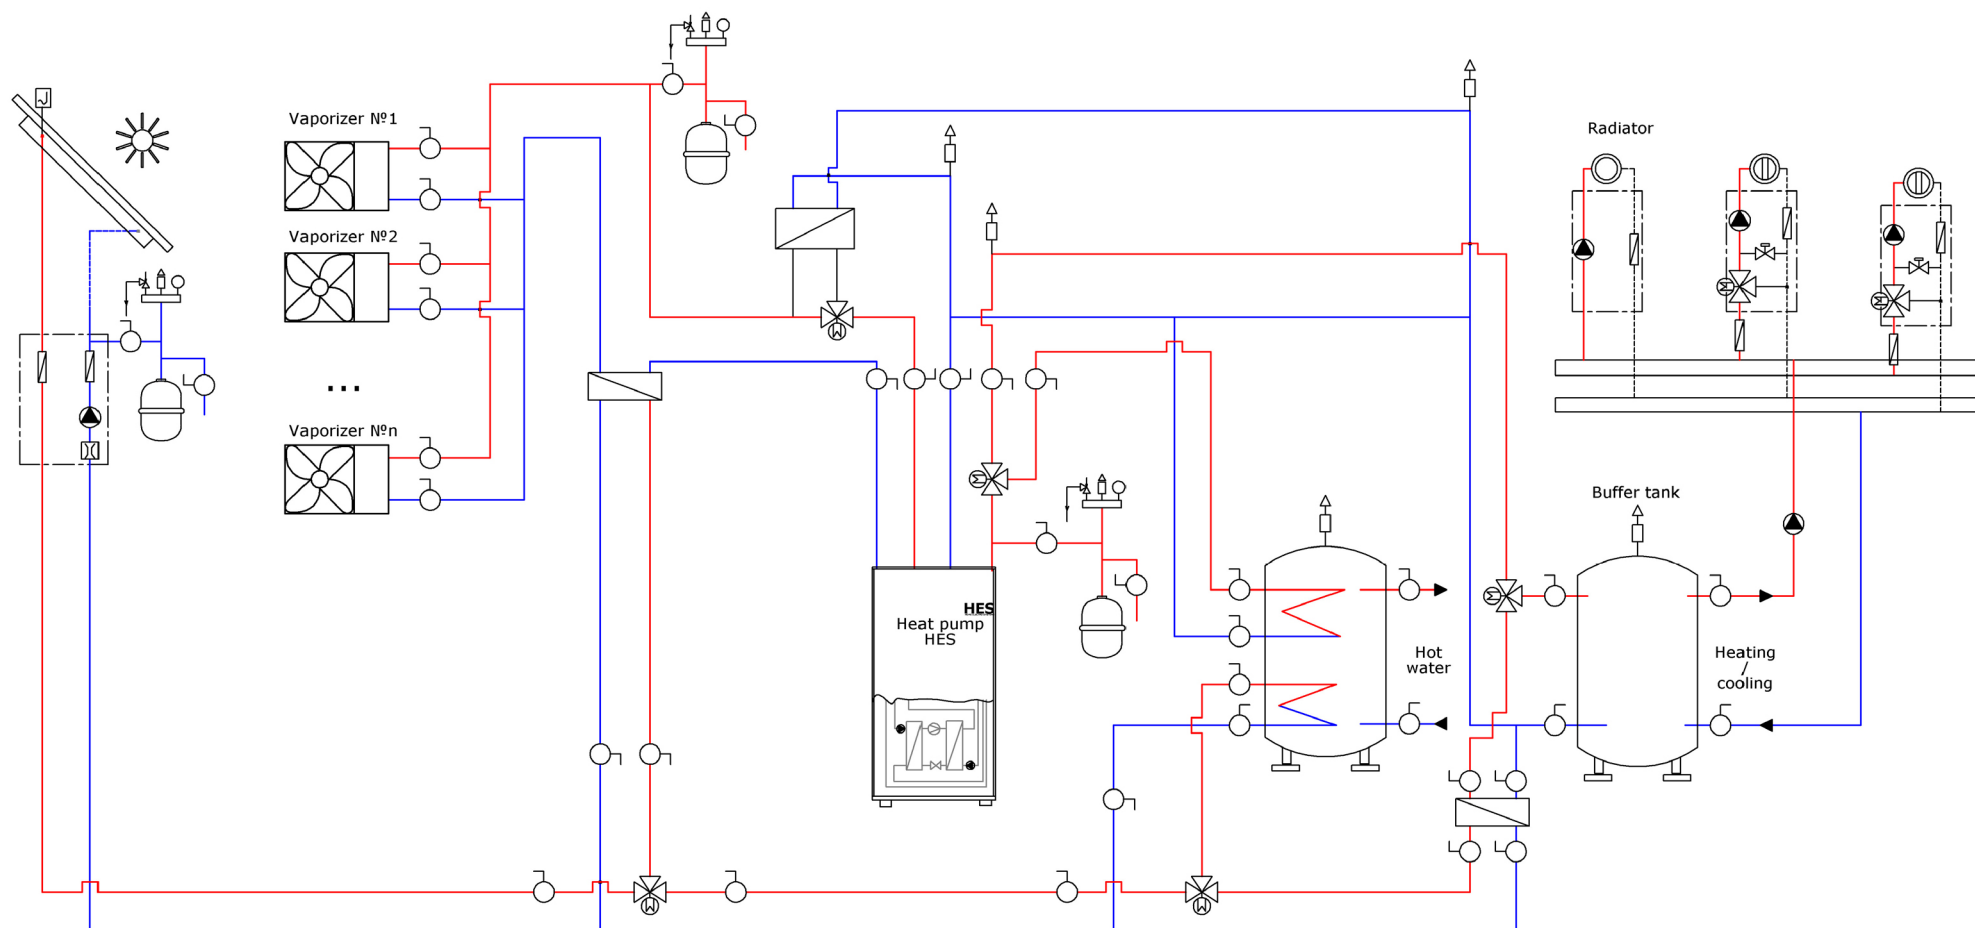 Vaporizer №1
Vaporizer №2
...
Vaporizer №n
Radiator
Buffer tank
HES
Heat pump
HES
Hot
water
Heating
/
cooling